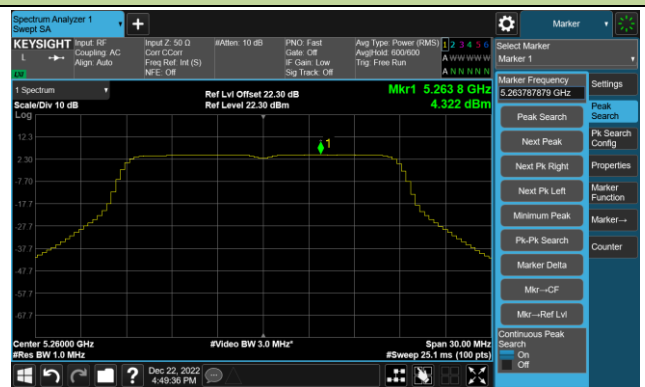 Spectrum Analyzer 1
Swept SA
+
Marker
KEYSIGHT
L
LXI
Input: RF
Coupling: AC
Align: Auto
Input Z: 50 Ω
Corr CCorr
Freq Ref: Int (S)
NFE: Off
#Atten: 10 dB
PNO: Fast
Gate: Off
IF Gain: Low
Sig Track: Off
Avg Type: Power (RMS)
Avg|Hold: 600/600
Trig: Free Run
1 2 3 4 5 6
A W W W W W
A N N N N N
Select Marker
Marker 1
1 Spectrum
Scale/Div 10 dB
Log
Ref Lvl Offset 22.30 dB
Ref Level 22.30 dBm
Mkr1 5.263 8 GHz
4.322 dBm
12.3
2.30
-7.70
-17.7
-27.7
-37.7
-47.7
-57.7
-67.7
1
Center 5.26000 GHz
#Res BW 1.0 MHz
#Video BW 3.0 MHz*
Span 30.00 MHz
#Sweep 25.1 ms (100 pts)
Marker Frequency
5.263787879 GHz
Peak Search
Next Peak
Next Pk Right
Next Pk Left
Minimum Peak
Pk-Pk Search
Marker Delta
Mkr→CF
Mkr→Ref Lvl
Continuous Peak
Search
On
Off
Settings
Peak
Search
Pk Search
Config
Properties
Marker
Function
Marker→
Counter
?
Dec 22, 2022
4:49:36 PM